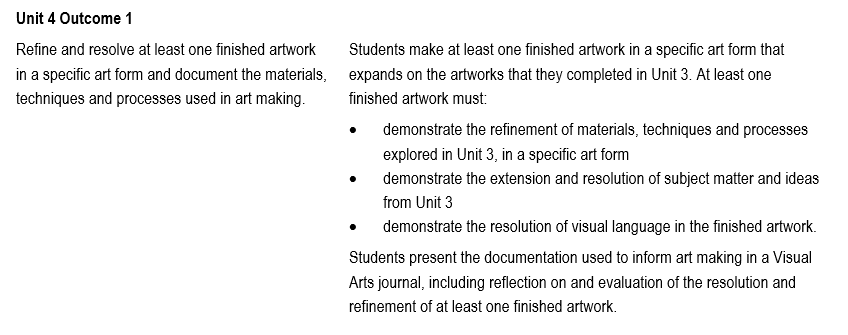 Unit 4 Outcome 1
Refine and resolve at least one finished artwork
in a specific art form and document the materials,
techniques and processes used in art making.
Students make at least one finished artwork in a specific art form that
expands on the artworks that they completed in Unit 3. At least one
finished artwork must:
• demonstrate the refinement of materials, techniques and processes
explored in Unit 3, in a specific art form
• demonstrate the extension and resolution of subject matter and ideas
from Unit 3
• demonstrate the resolution of visual language in the finished artwork.
Students present the documentation used to inform art making in a Visual
Arts journal, including reflection on and evaluation of the resolution and
refinement of at least one finished artwork.